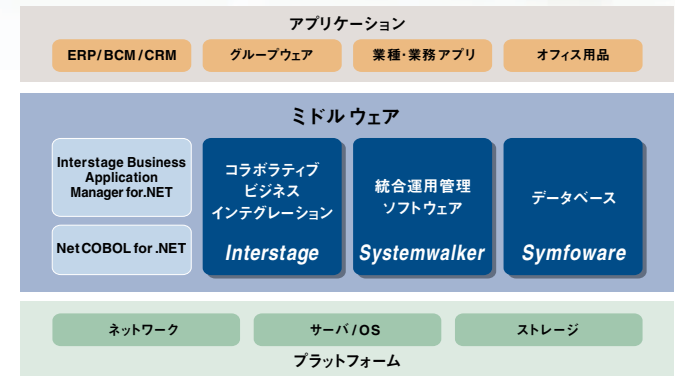 アプリケーション
ERP/BCM/CRM
グループウェア
業種・業務アプリ
オフィス用品
ミドルウェア
Interstage Business
Application
Manager for.NET
NetCOBOL for .NET
コラボラティブ
ビジネス
インテグレーション
Interstage
統合運用管理
ソフトウェア
Systemwalker
データベース
Symfoware
ネットワーク
サーバ/OS
ストレージ
プラットフォーム